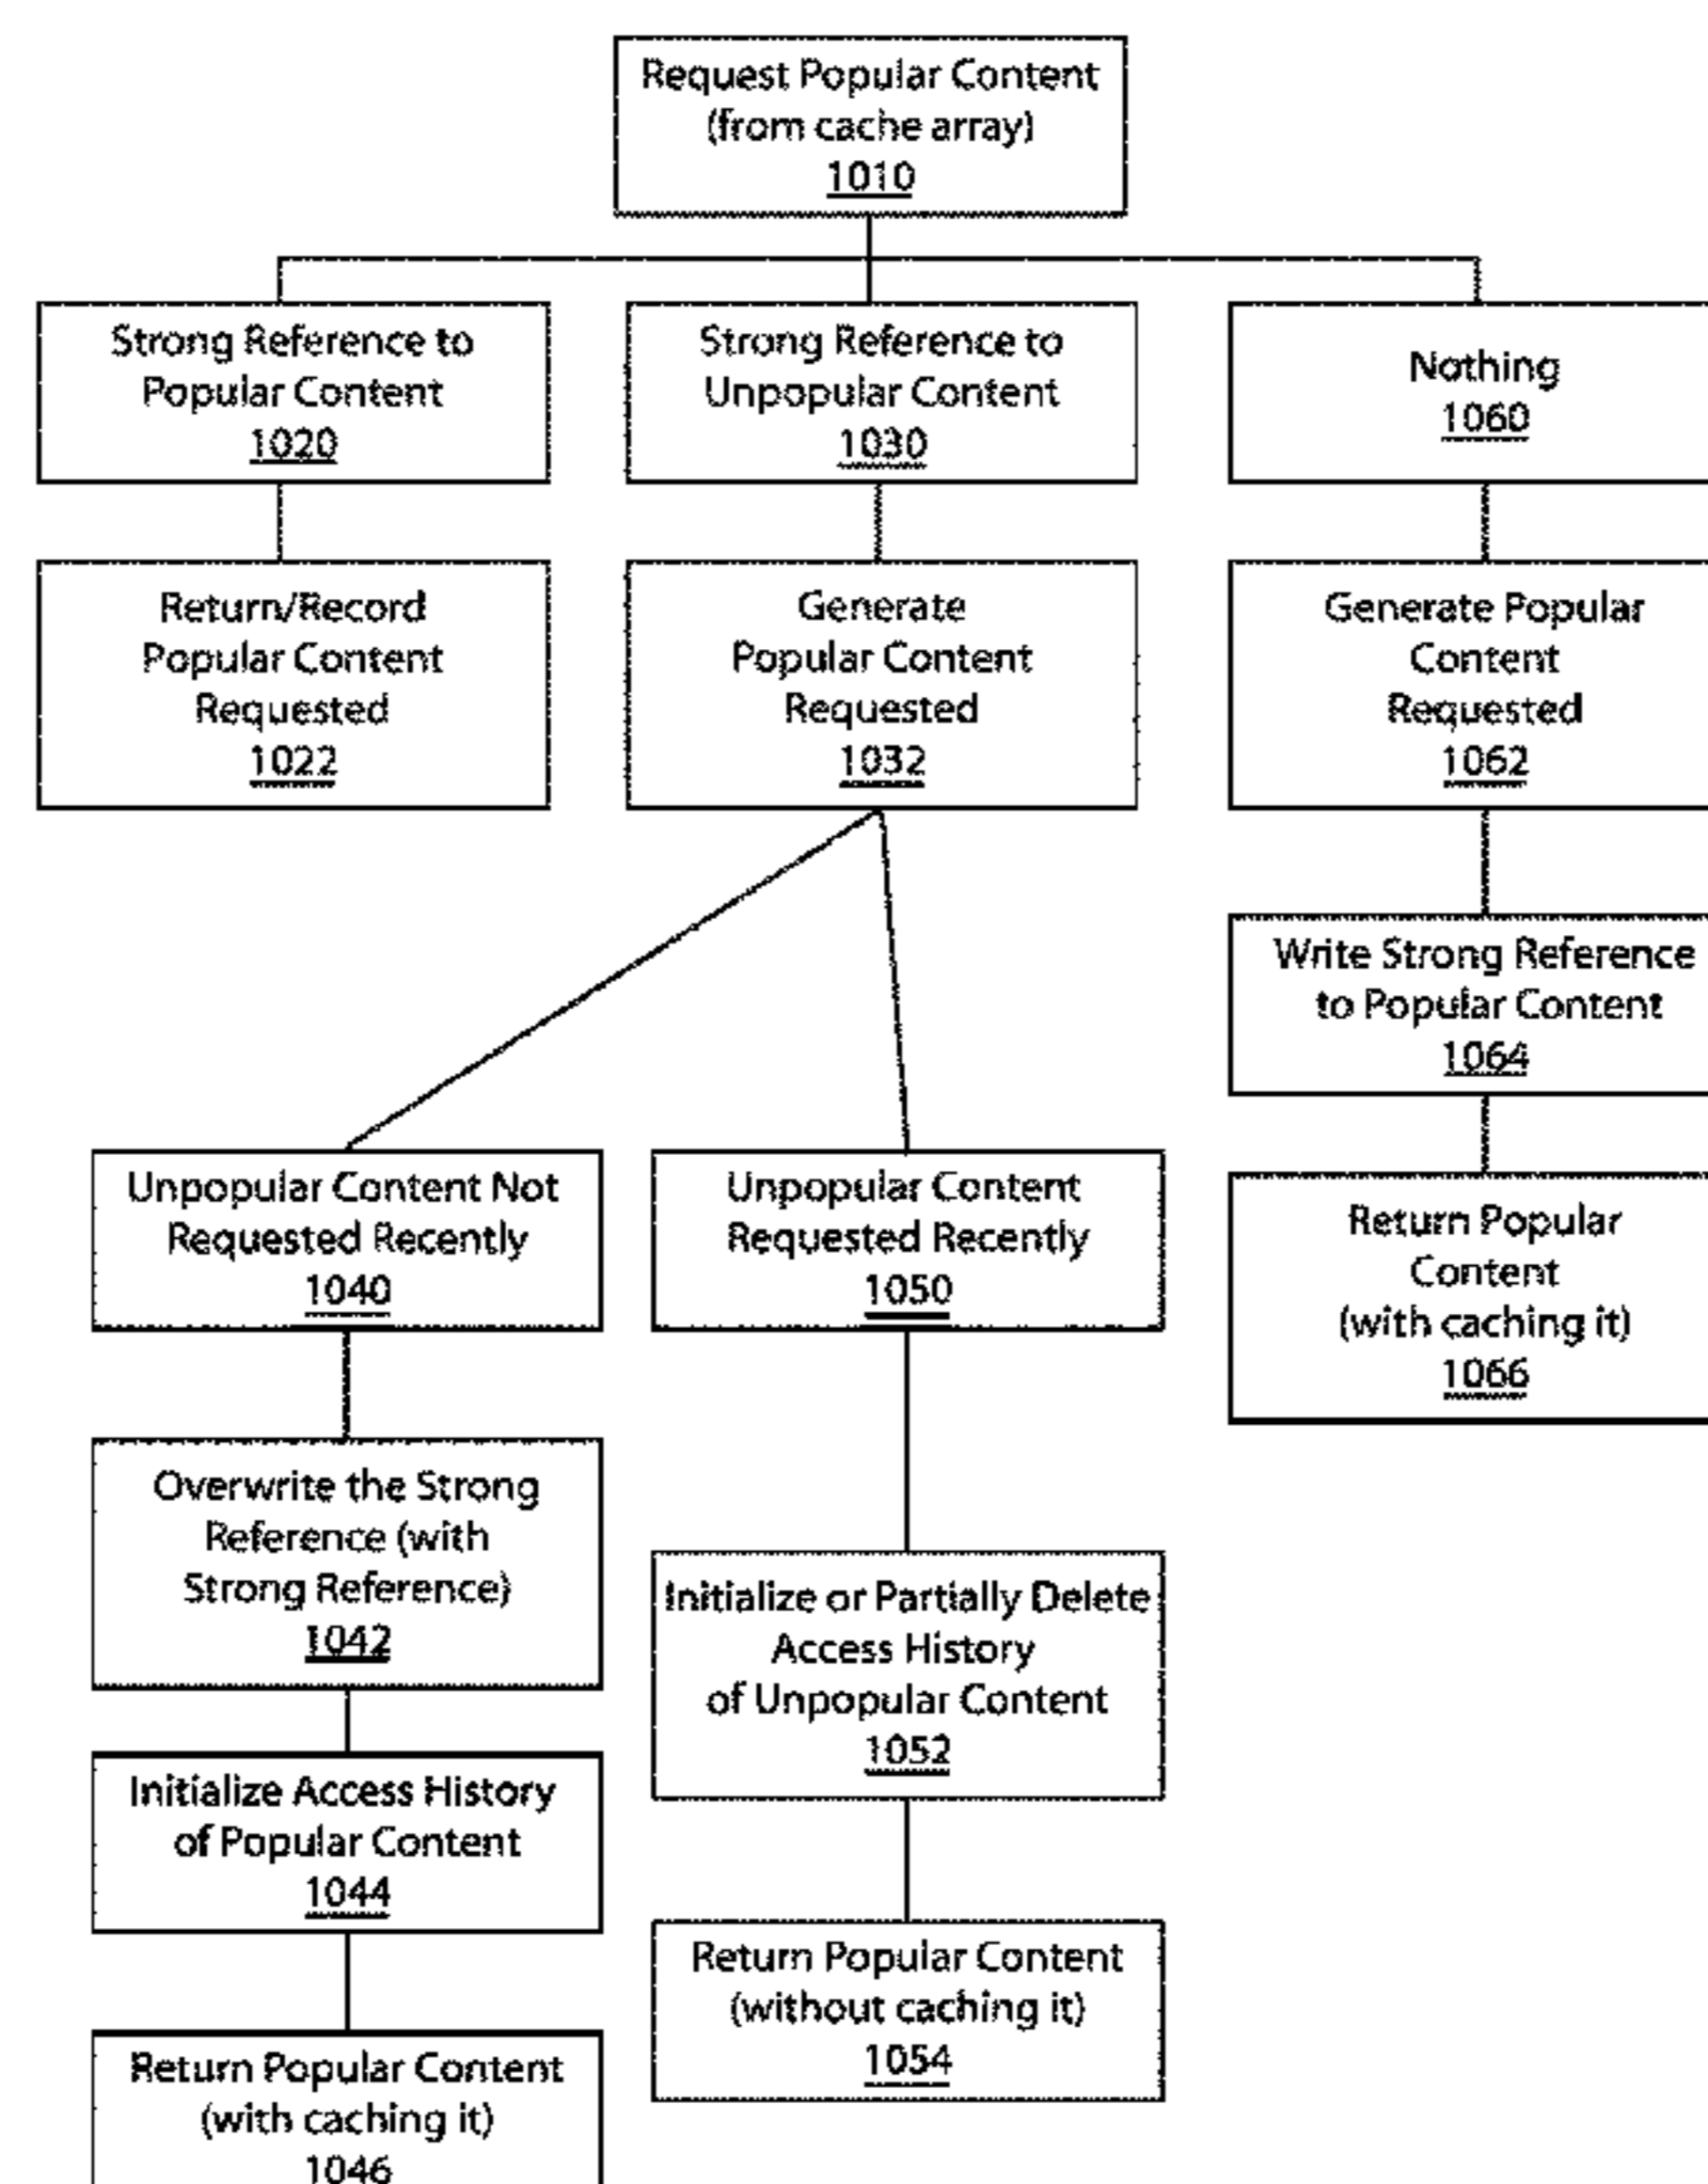 Request Popular Content
(from cache array)
1010
Strong Reference to
Popular Content
1020
Strong Reference to
Unpopular Content
1030
Nothing
1060
Return/Record
Popular Content
Requested
1022
Generate
Popular Content
Requested
1032
Generate Popular
Content
Requested
1062
Write Strong Reference
to Popular Content
1064
Unpopular Content Not
Requested Recently
1040
Unpopular Content
Requested Recently
1050
Return Popular
Content
(with caching it)
1066
Overwrite the Strong
Reference (with
Strong Reference)
1042
Initialize or Partially Delete
Access History
of Unpopular Content
1052
Initialize Access History
of Popular Content
1044
Return Popular Content
(without caching it)
1054
Return Popular Content
(with caching it)
1046